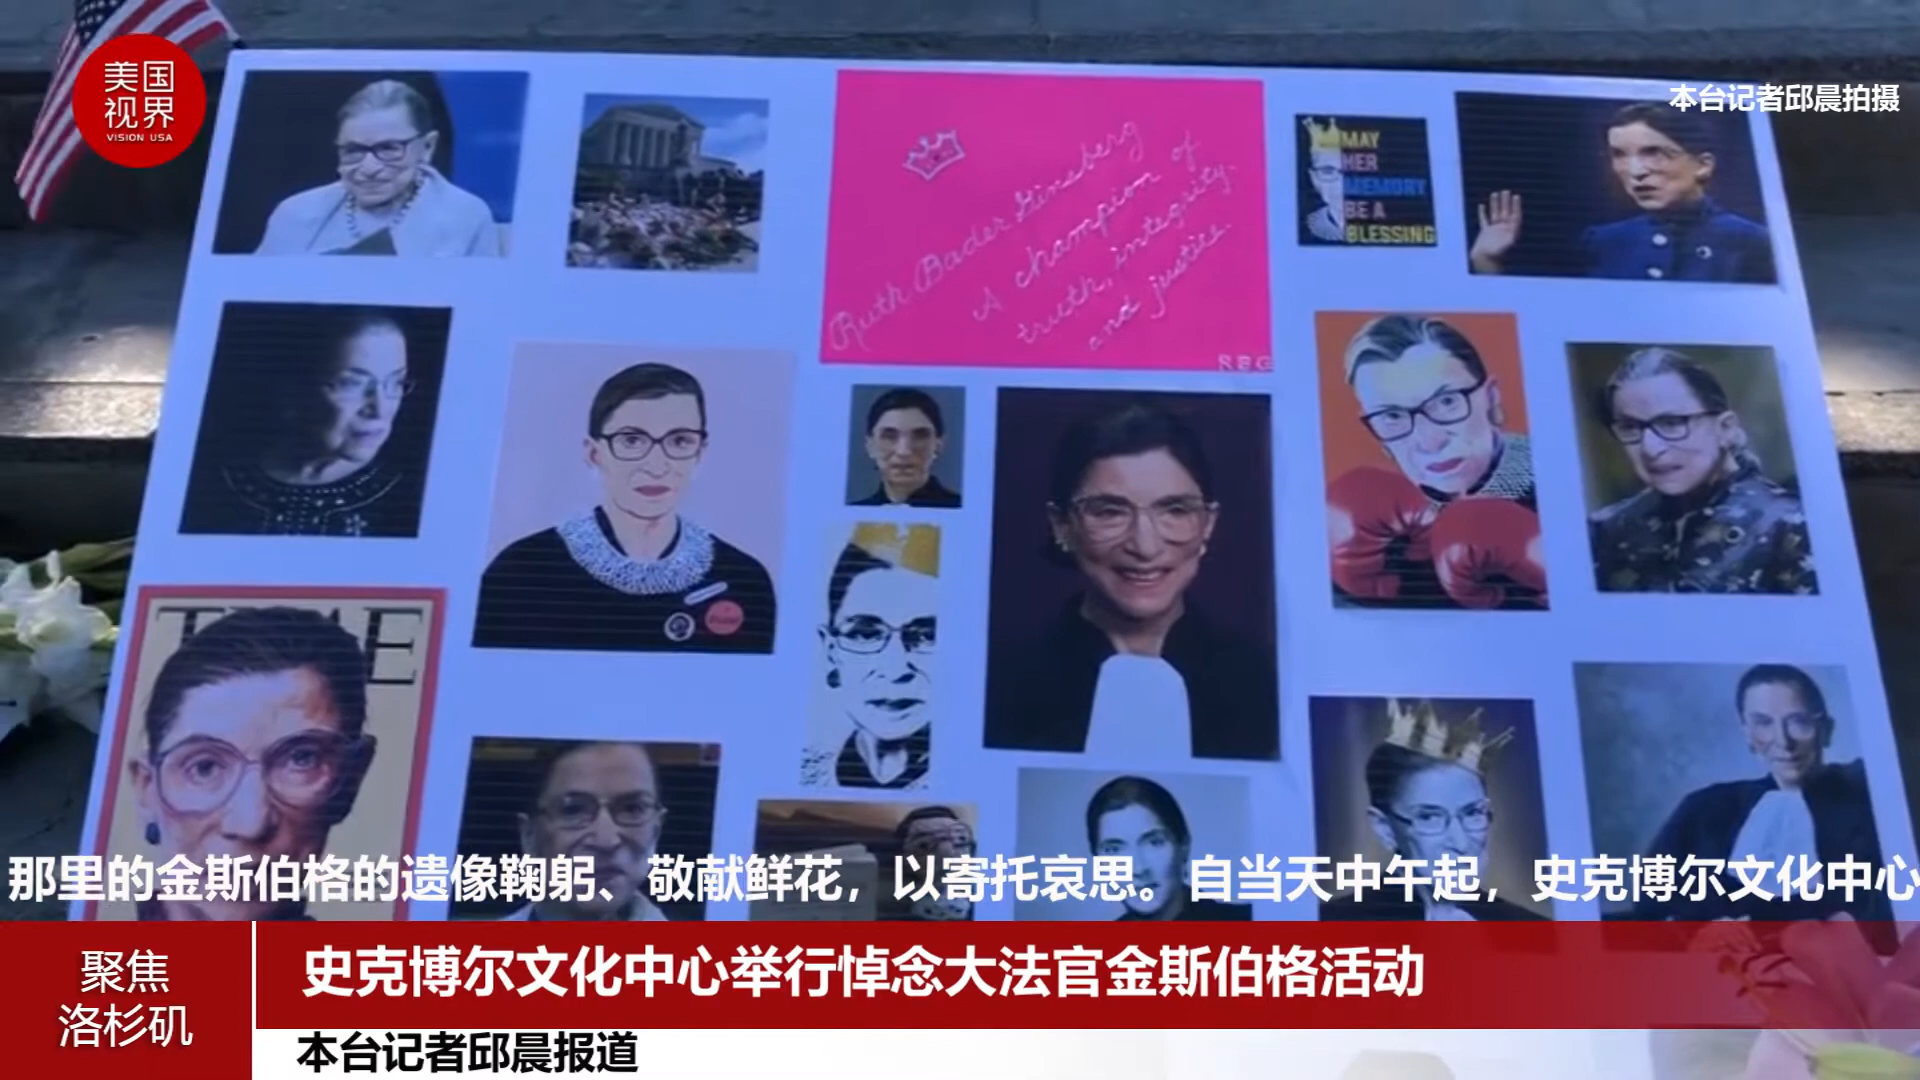 美国
视界
VISION USA
本台记者邱晨拍摄
Ruth Bader Ginsberg
A champion of
truth, integrity.
and justice.
RBG
MAY
HER
MEMORY
BE A
BLESSING
TIME
那里的金斯伯格的遗像鞠躬、敬献鲜花，以寄托哀思。自当天中午起，史克博尔文化中心
聚焦
洛杉矶
史克博尔文化中心举行悼念大法官金斯伯格活动
本台记者邱晨报道